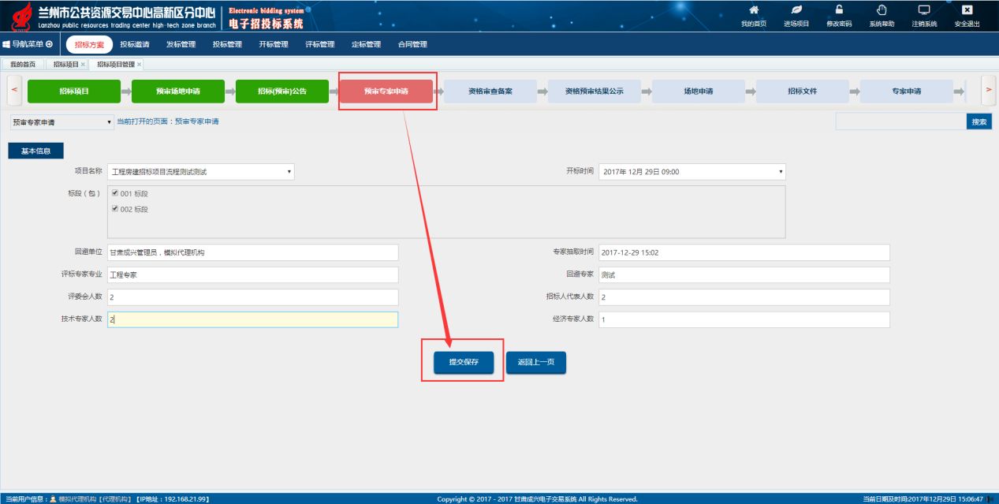 兰州市公共资源交易中心高新区分中心
Lanzhou public resources trading center high-tech zone branch
Electronic bidding system
电子招投标系统
我的首页 进场项目 修改密码 系统帮助 注销系统 安全退出
导航菜单 招标方案 投标邀请 发标管理 投标管理 开标管理 评标管理 定标管理 合同管理
我的首页 招标项目 × 招标项目管理 ×
< 招标项目 预审场地申请 招标(预审)公告 预审专家申请 资格审查备案 资格预审结果公示 场地申请 招标文件 专家申请 >
预审专家申请 当前打开的页面：预审专家申请 搜索
基本信息
项目名称 工程房建招标项目流程测试测试 开标时间 2017年 12月 29日 09:00
标段（包） 001 标段
002 标段
回避单位 甘肃成兴管理员，模拟代理机构 专家抽取时间 2017-12-29 15:02
评标专家专业 工程专家 回避专家 测试
评委会人数 2 招标人代表人数 2
技术专家人数 2 经济专家人数 1
提交保存 返回上一页
当前用户信息：模拟代理机构【代理机构】【IP地址：192.168.21.99】 Copyright © 2017 - 2017 甘肃成兴电子交易系统 All Rights Reserved. 当前日期及时间:2017年12月29日 15:06:47